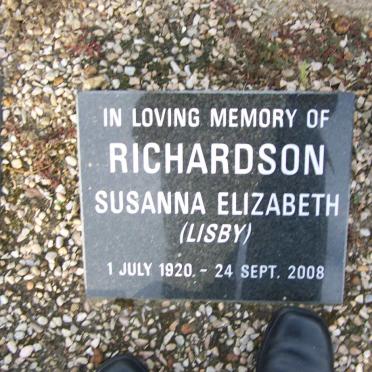 IN LOVING MEMORY OF
RICHARDSON
SUSANNA ELIZABETH
(LISBY)
1 JULY 1920. - 24 SEPT. 2008